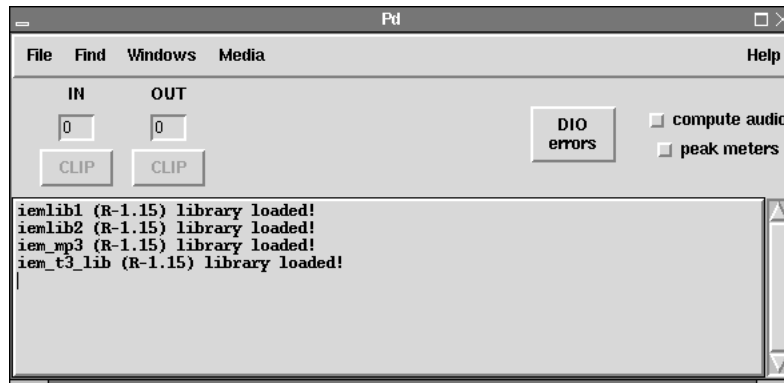 Pd
File Find Windows Media Help
IN OUT
0 0
CLIP CLIP
DIO
errors
compute audio
peak meters
iemlib1 (R-1.15) library loaded!
iemlib2 (R-1.15) library loaded!
iem_mp3 (R-1.15) library loaded!
iem_t3_lib (R-1.15) library loaded!